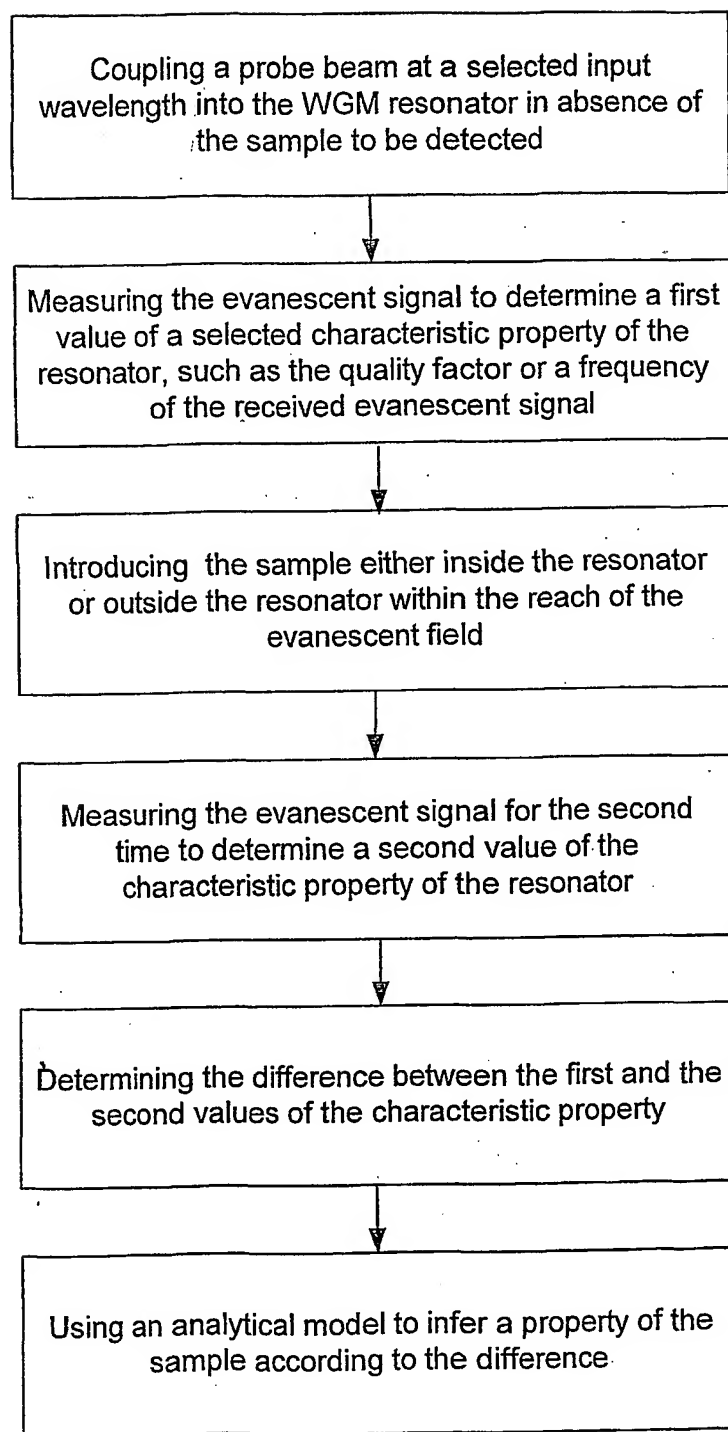 Coupling a probe beam at a selected input
wavelength into the WGM resonator in absence of
the sample to be detected
Measuring the evanescent signal to determine a first
value of a selected characteristic property of the
resonator, such as the quality factor or a frequency
of the received evanescent signal
Introducing the sample either inside the resonator
or outside the resonator within the reach of the
evanescent field
Measuring the evanescent signal for the second
time to determine a second value of the
characteristic property of the resonator
Determining the difference between the first and the
second values of the characteristic property
Using an analytical model to infer a property of the
sample according to the difference